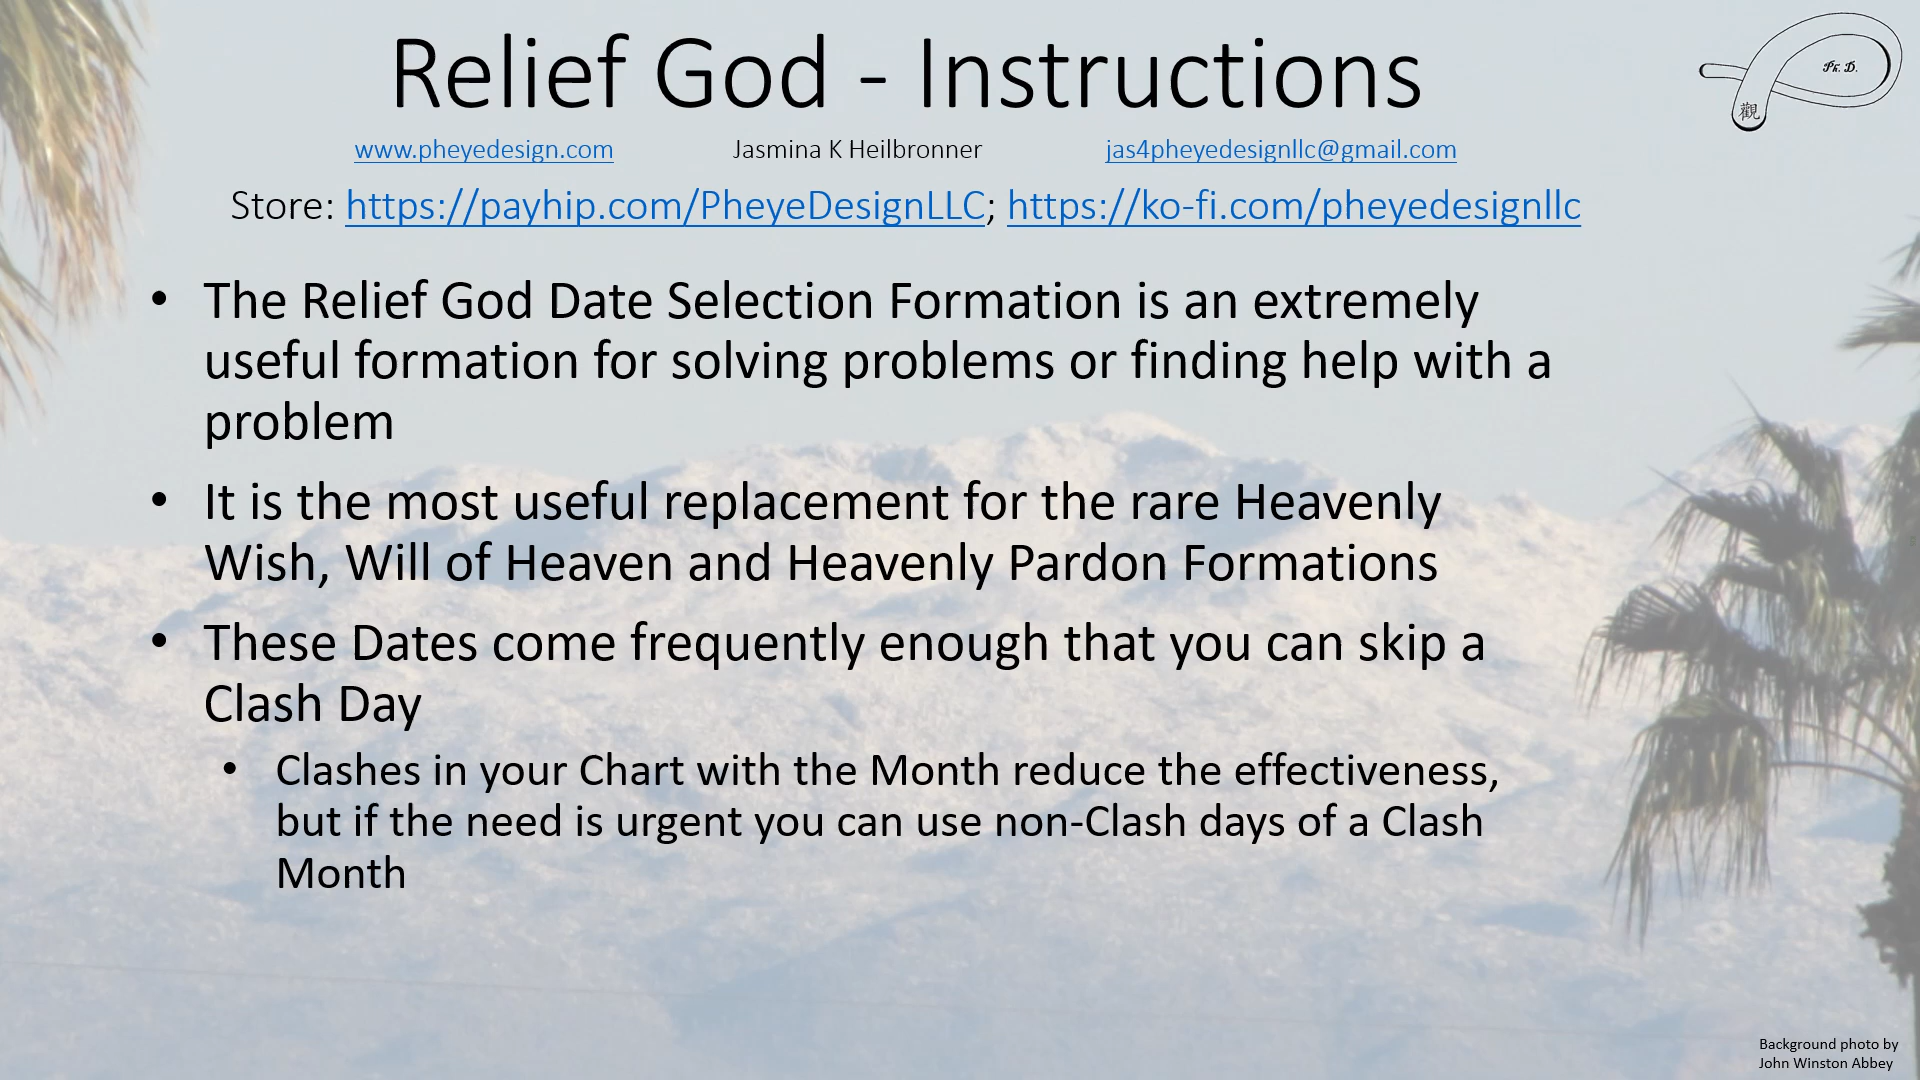 Relief God - Instructions
Ph. D.
觀
www.pheyedesign.com Jasmina K Heilbronner jas4pheyedesignllc@gmail.com
Store: https://payhip.com/PheyeDesignLLC; https://ko-fi.com/pheyedesignllc
• The Relief God Date Selection Formation is an extremely
useful formation for solving problems or finding help with a
problem
• It is the most useful replacement for the rare Heavenly
Wish, Will of Heaven and Heavenly Pardon Formations
• These Dates come frequently enough that you can skip a
Clash Day
• Clashes in your Chart with the Month reduce the effectiveness,
but if the need is urgent you can use non-Clash days of a Clash
Month
Background photo by
John Winston Abbey